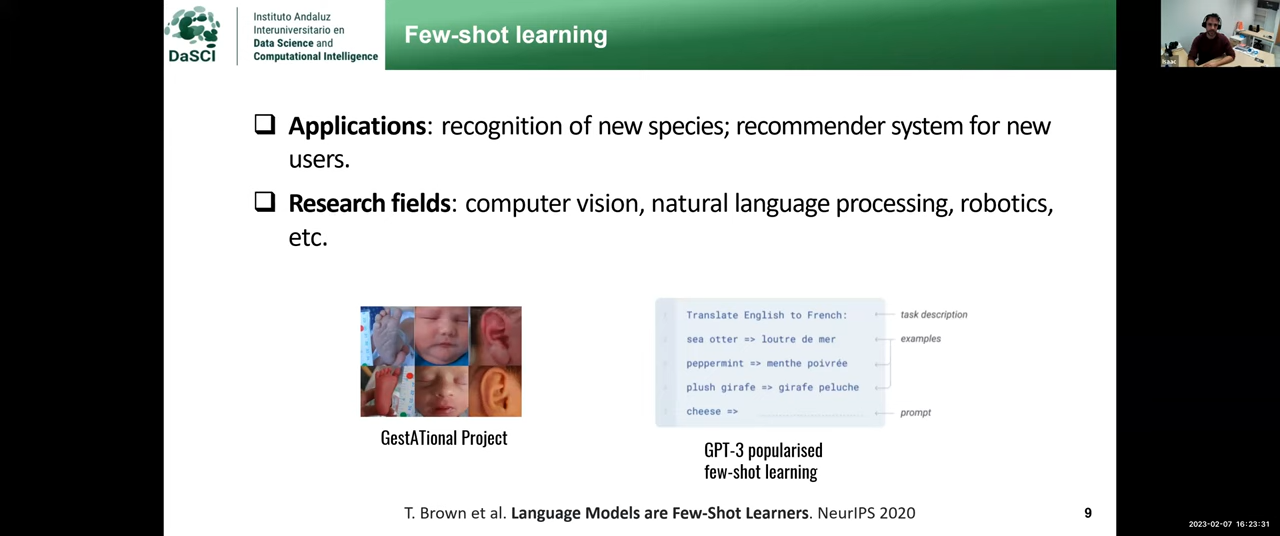 Instituto Andaluz
Interuniversitario en
Data Science and
Computational Intelligence
DaSCI
Few-shot learning
Isaac
Applications: recognition of new species; recommender system for new
users.
Research fields: computer vision, natural language processing, robotics,
etc.
Translate English to French:
task description
sea otter => loutre de mer
examples
peppermint => menthe poivrée
plush girafe => girafe peluche
cheese =>
prompt
GestATional Project
GPT-3 popularised
few-shot learning
T. Brown et al. Language Models are Few-Shot Learners. NeurIPS 2020
9
2023-02-07 16:23:31